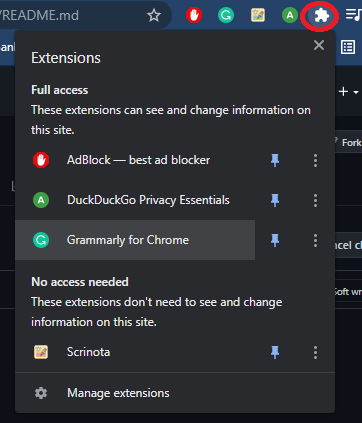 /README.md
Extensions
Full access
These extensions can see and change information on
this site.
AdBlock — best ad blocker
DuckDuckGo Privacy Essentials
Grammarly for Chrome
No access needed
These extensions don't need to see and change
information on this site.
Scrinota
Manage extensions
Fork
ncel c
Soft wr